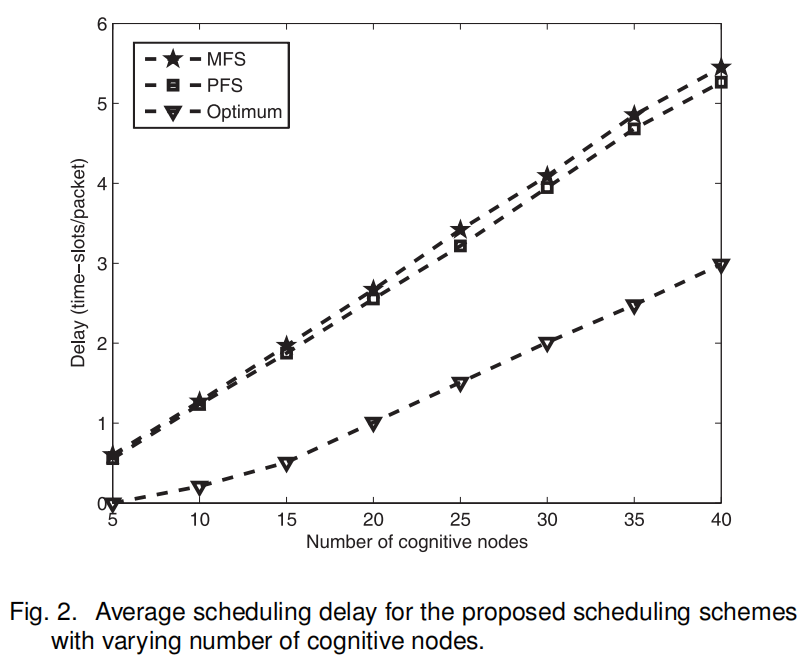 6
5
4
3
2
1
0
MFS
PFS
Optimum
Delay (time-slots/packet)
5 10 15 20 25 30 35 40
Number of cognitive nodes
Fig. 2. Average scheduling delay for the proposed scheduling schemes
with varying number of cognitive nodes.